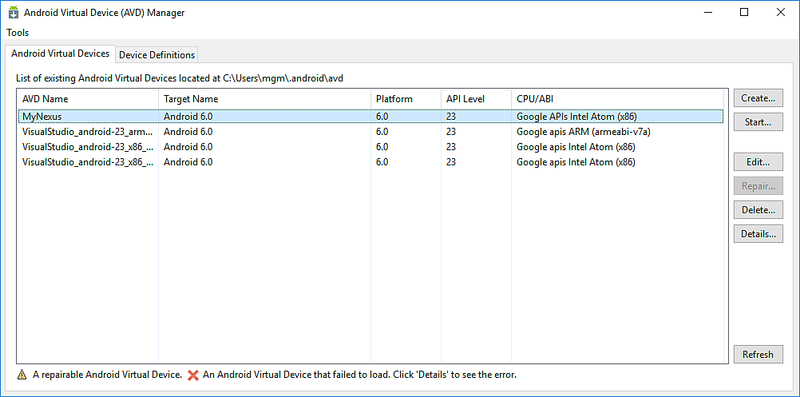 Android Virtual Device (AVD) Manager
Tools
Android Virtual Devices Device Definitions
List of existing Android Virtual Devices located at C:\Users\mgm\.android\avd
AVD Name Target Name Platform API Level CPU/ABI
MyNexus Android 6.0 6.0 23 Google APIs Intel Atom (x86)
VisualStudio_android-23_arm... Android 6.0 6.0 23 Google apis ARM (armeabi-v7a)
VisualStudio_android-23_x86_... Android 6.0 6.0 23 Google apis Intel Atom (x86)
VisualStudio_android-23_x86_... Android 6.0 6.0 23 Google apis Intel Atom (x86)
Create...
Start...
Edit...
Repair...
Delete...
Details...
Refresh
A repairable Android Virtual Device. An Android Virtual Device that failed to load. Click 'Details' to see the error.